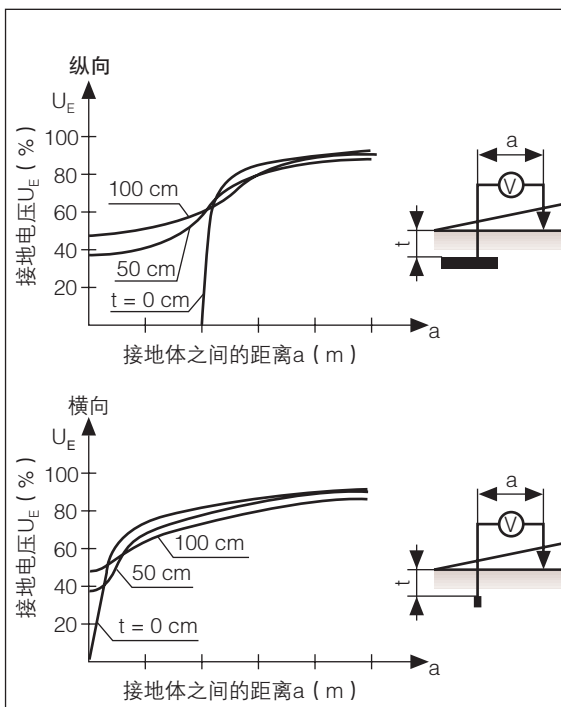 纵向
U_E
接地电压U_E ( % )
100
80
60
40
20
100 cm
50 cm
t = 0 cm
a
接地体之间的距离a ( m )
a
V
t
横向
U_E
接地电压U_E ( % )
100
80
60
40
20
100 cm
50 cm
t = 0 cm
a
接地体之间的距离a ( m )
a
V
t